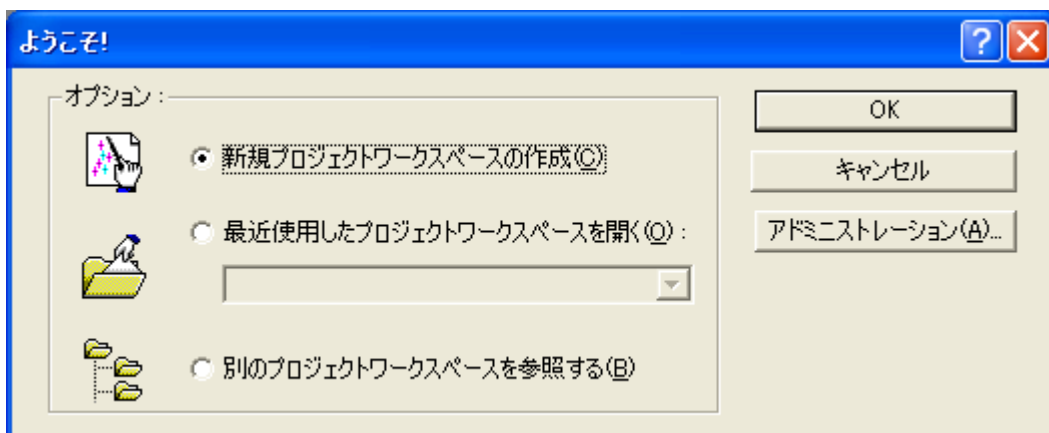 ようこそ!
オプション :
新規プロジェクトワークスペースの作成(C)
最近使用したプロジェクトワークスペースを開く(O) :
別のプロジェクトワークスペースを参照する(B)
OK
キャンセル
アドミニストレーション(A)...